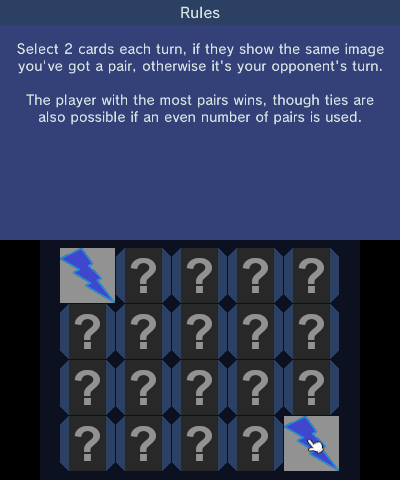 Rules
Select 2 cards each turn, if they show the same image
you've got a pair, otherwise it's your opponent's turn.
The player with the most pairs wins, though ties are
also possible if an even number of pairs is used.
? ? ? ?
? ? ? ? ?
? ? ? ? ?
? ? ? ?